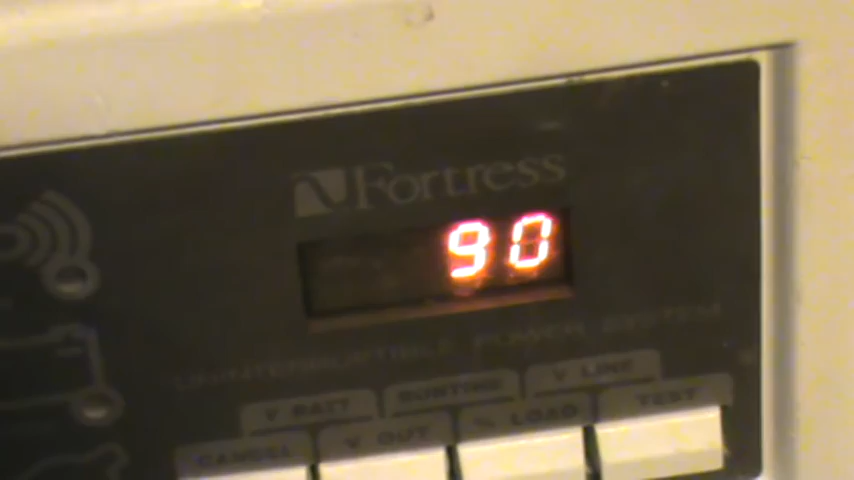 Fortress
90
UNINTERRUPTIBLE POWER SYSTEM
V BATT RUNTIME V LINE
CANCEL V OUT % LOAD TEST